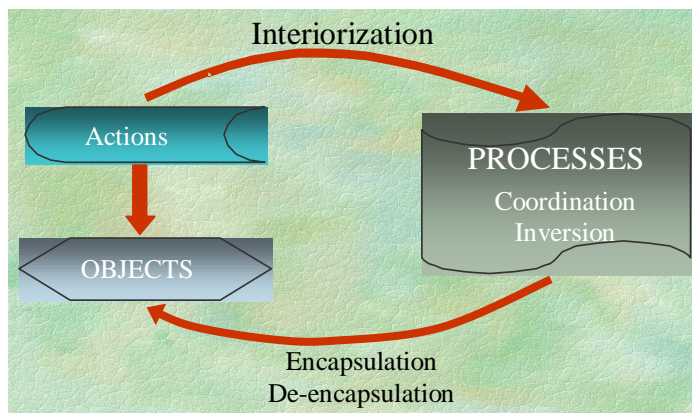 Interiorization
Actions
PROCESSES
Coordination
Inversion
OBJECTS
Encapsulation
De-encapsulation